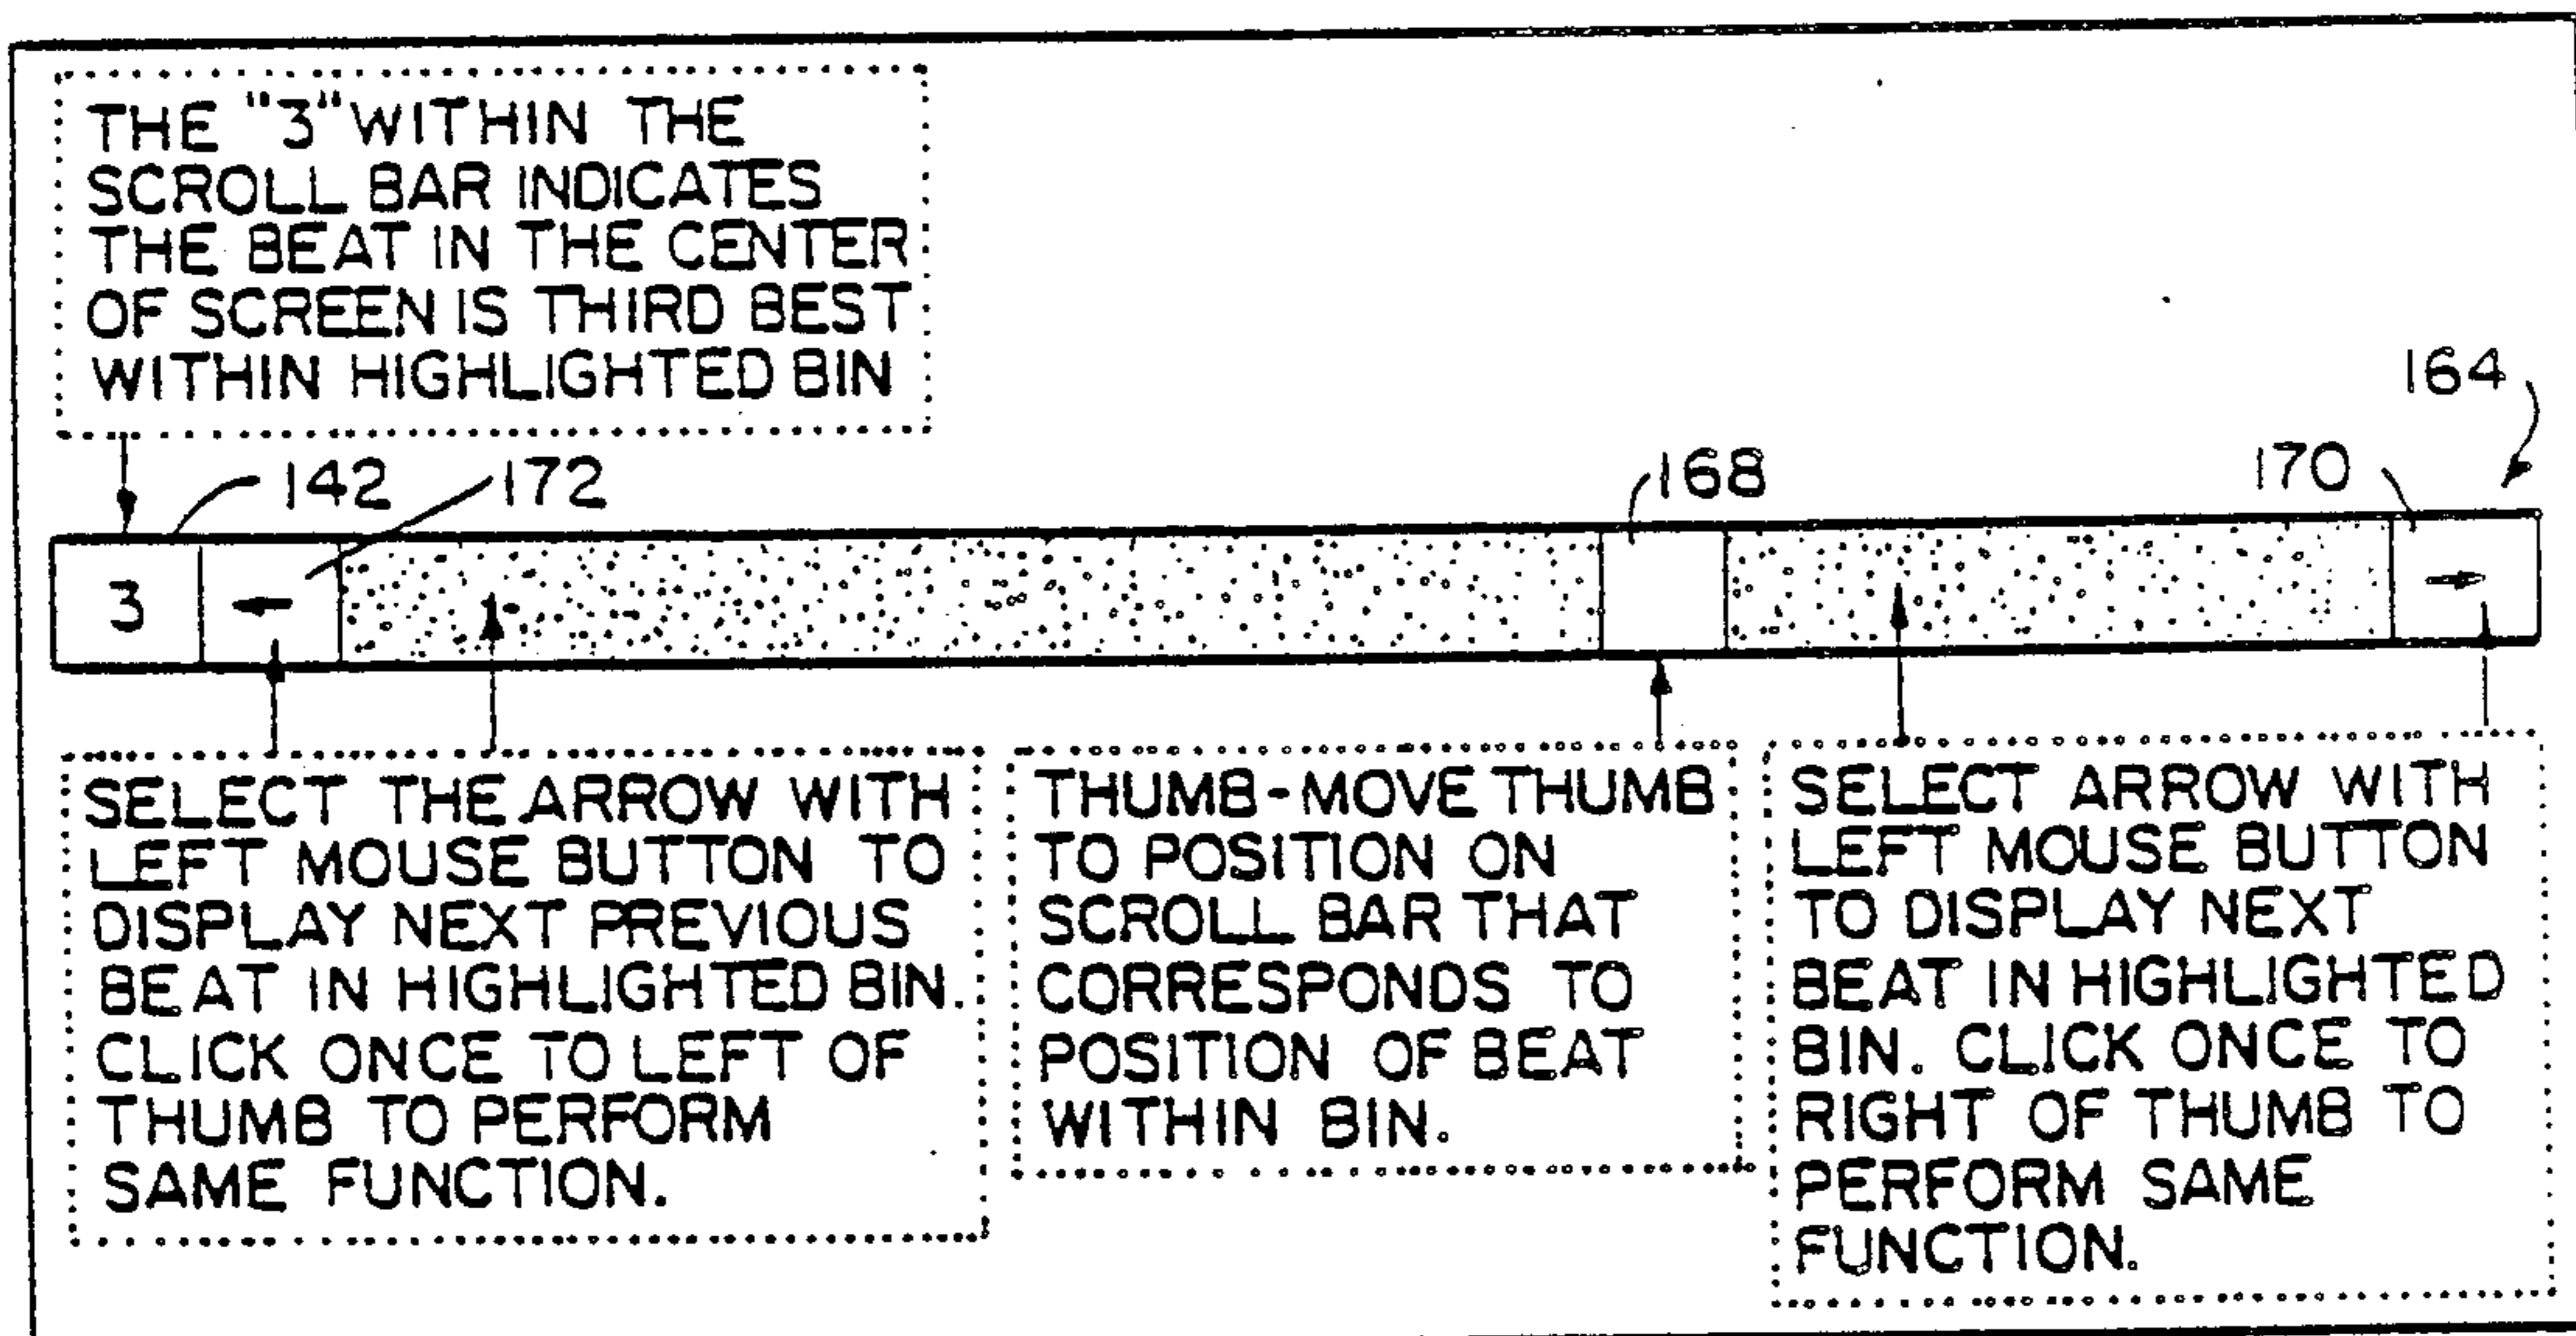 THE "3" WITHIN THE
SCROLL BAR INDICATES
THE BEAT IN THE CENTER
OF SCREEN IS THIRD BEST
WITHIN HIGHLIGHTED BIN
164
142
172
168
170
3
SELECT THE ARROW WITH
LEFT MOUSE BUTTON TO
DISPLAY NEXT PREVIOUS
BEAT IN HIGHLIGHTED BIN.
CLICK ONCE TO LEFT OF
THUMB TO PERFORM
SAME FUNCTION.
THUMB-MOVE THUMB
TO POSITION ON
SCROLL BAR THAT
CORRESPONDS TO
POSITION OF BEAT
WITHIN BIN.
SELECT ARROW WITH
LEFT MOUSE BUTTON
TO DISPLAY NEXT
BEAT IN HIGHLIGHTED
BIN. CLICK ONCE TO
RIGHT OF THUMB TO
PERFORM SAME
FUNCTION.